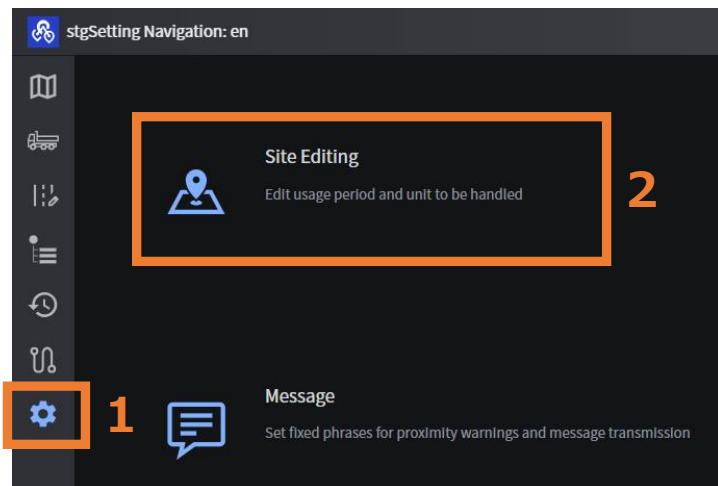 stgSetting Navigation: en
Site Editing
Edit usage period and unit to be handled
2
1
Message
Set fixed phrases for proximity warnings and message transmission